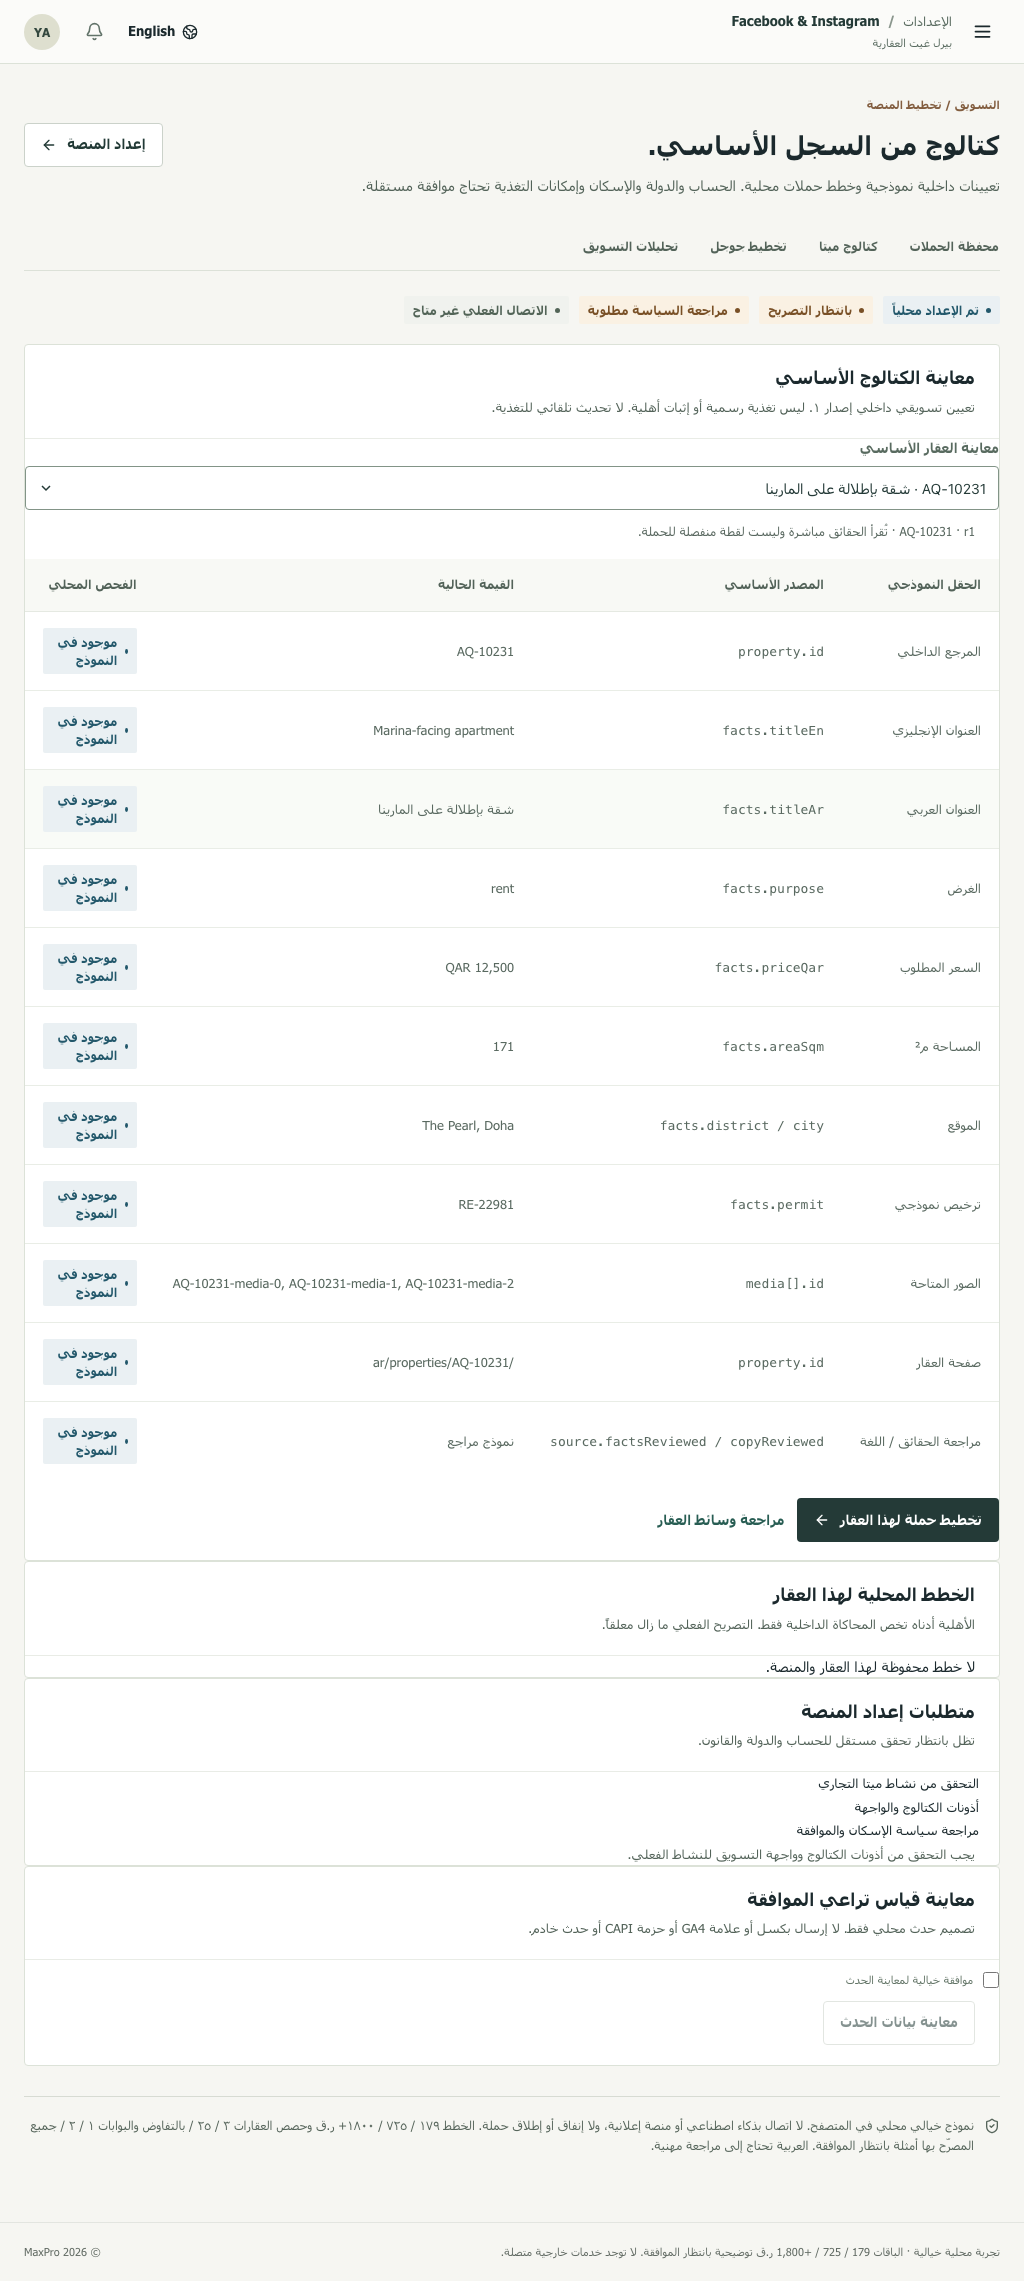 الإعدادات / Facebook & Instagram
بيرل غيت العقارية
English
YA
التسويق / تخطيط المنصة
كتالوج من السجل الأساسي.
إعداد المنصة
تعيينات داخلية نموذجية وخطط حملات محلية. الحساب والدولة والإسكان وإمكانات التغذية تحتاج موافقة مستقلة.
محفظة الحملات
كتالوج ميتا
تخطيط جوجل
تحليلات التسويق
تم الإعداد محلياً
بانتظار التصريح
مراجعة السياسة مطلوبة
الاتصال الفعلي غير متاح
معاينة الكتالوج الأساسي
تعيين تسويقي داخلي إصدار ١. ليس تغذية رسمية أو إثبات أهلية. لا تحديث تلقائي للتغذية.
معاينة العقار الأساسي
AQ-10231 · شقة بإطلالة على المارينا
AQ-10231 · r1 · تُقرأ الحقائق مباشرة وليست لقطة منفصلة للحملة.
الحقل النموذجي المصدر الأساسي القيمة الحالية الفحص المحلي
المرجع الداخلي property.id AQ-10231 موجود في النموذج
العنوان الإنجليزي facts.titleEn Marina-facing apartment موجود في النموذج
العنوان العربي facts.titleAr شقة بإطلالة على المارينا موجود في النموذج
الغرض facts.purpose rent موجود في النموذج
السعر المطلوب facts.priceQar QAR 12,500 موجود في النموذج
المساحة م² facts.areaSqm 171 موجود في النموذج
الموقع facts.district / city The Pearl, Doha موجود في النموذج
ترخيص نموذجي facts.permit RE-22981 موجود في النموذج
الصور المتاحة media[].id AQ-10231-media-0, AQ-10231-media-1, AQ-10231-media-2 موجود في النموذج
صفحة العقار property.id ar/properties/AQ-10231/ موجود في النموذج
مراجعة الحقائق / اللغة source.factsReviewed / copyReviewed نموذج مراجع موجود في النموذج
تخطيط حملة لهذا العقار
مراجعة وسائط العقار
الخطط المحلية لهذا العقار
الأهلية أدناه تخص المحاكاة الداخلية فقط. التصريح الفعلي ما زال معلقاً.
لا خطط محفوظة لهذا العقار والمنصة.
متطلبات إعداد المنصة
تظل بانتظار تحقق مستقل للحساب والدولة والقانون.
التحقق من نشاط ميتا التجاري
أذونات الكتالوج والواجهة
مراجعة سياسة الإسكان والموافقة
يجب التحقق من أذونات الكتالوج وواجهة التسويق للنشاط الفعلي.
معاينة قياس تراعي الموافقة
تصميم حدث محلي فقط. لا إرسال بكسل أو علامة GA4 أو حزمة CAPI أو حدث خادم.
موافقة خيالية لمعاينة الحدث
معاينة بيانات الحدث
نموذج خيالي محلي في المتصفح. لا اتصال بذكاء اصطناعي أو منصة إعلانية، ولا إنفاق أو إطلاق حملة. الخطط ١٧٩ / ٧٢٥ / ١٨٠٠+ ر.ق وحصص العقارات ٣ / ٢٥ / بالتفاوض والبوابات ١ / ٢ / جميع
المصرّح بها أمثلة بانتظار الموافقة. العربية تحتاج إلى مراجعة مهنية.
تجربة محلية خيالية · الباقات 179 / 725 / +1,800 ر.ق توضيحية بانتظار الموافقة. لا توجد خدمات خارجية متصلة.
© 2026 MaxPro